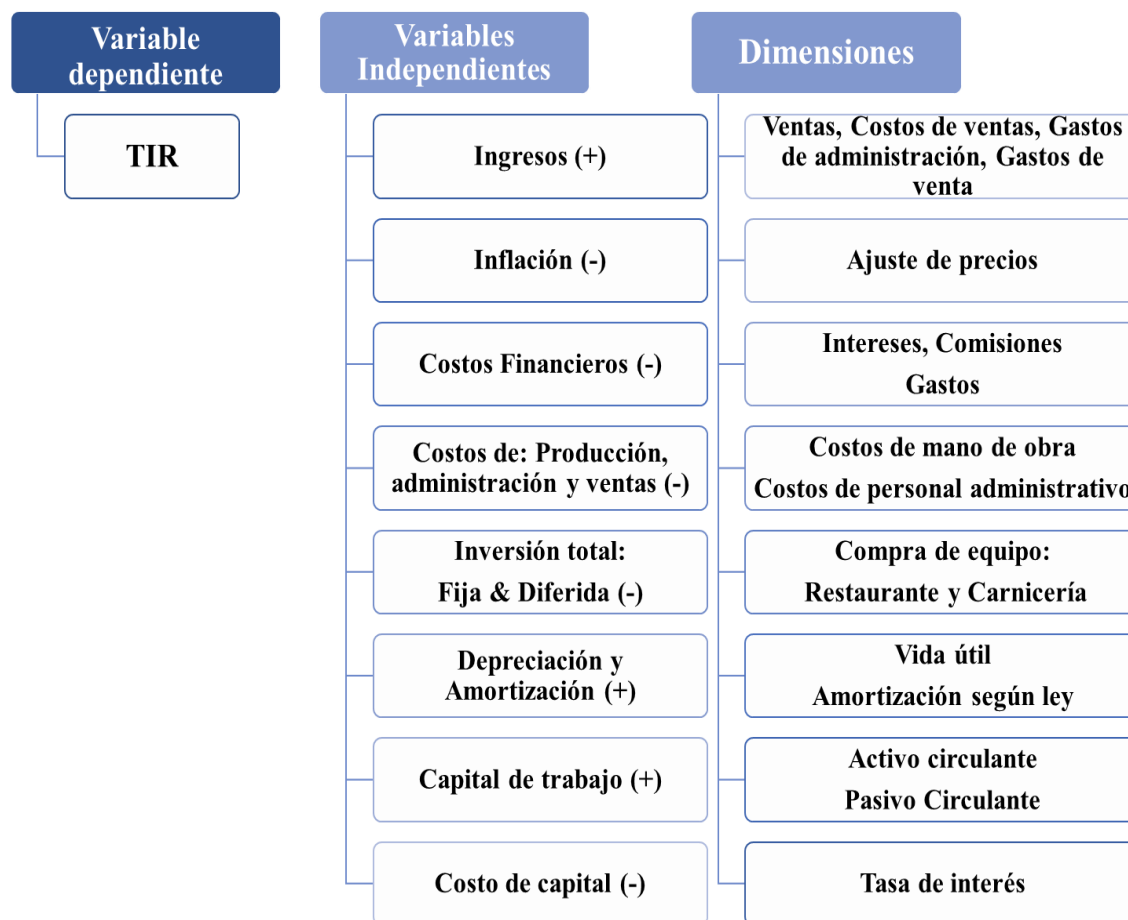 Variable
dependiente
TIR
Variables
Independientes
Ingresos (+)
Inflación (-)
Costos Financieros (-)
Costos de: Producción,
administración y ventas (-)
Inversión total:
Fija & Diferida (-)
Depreciación y
Amortización (+)
Capital de trabajo (+)
Costo de capital (-)
Dimensiones
Ventas, Costos de ventas, Gastos
de administración, Gastos de
venta
Ajuste de precios
Intereses, Comisiones
Gastos
Costos de mano de obra
Costos de personal administrativo
Compra de equipo:
Restaurante y Carnicería
Vida útil
Amortización según ley
Activo circulante
Pasivo Circulante
Tasa de interés